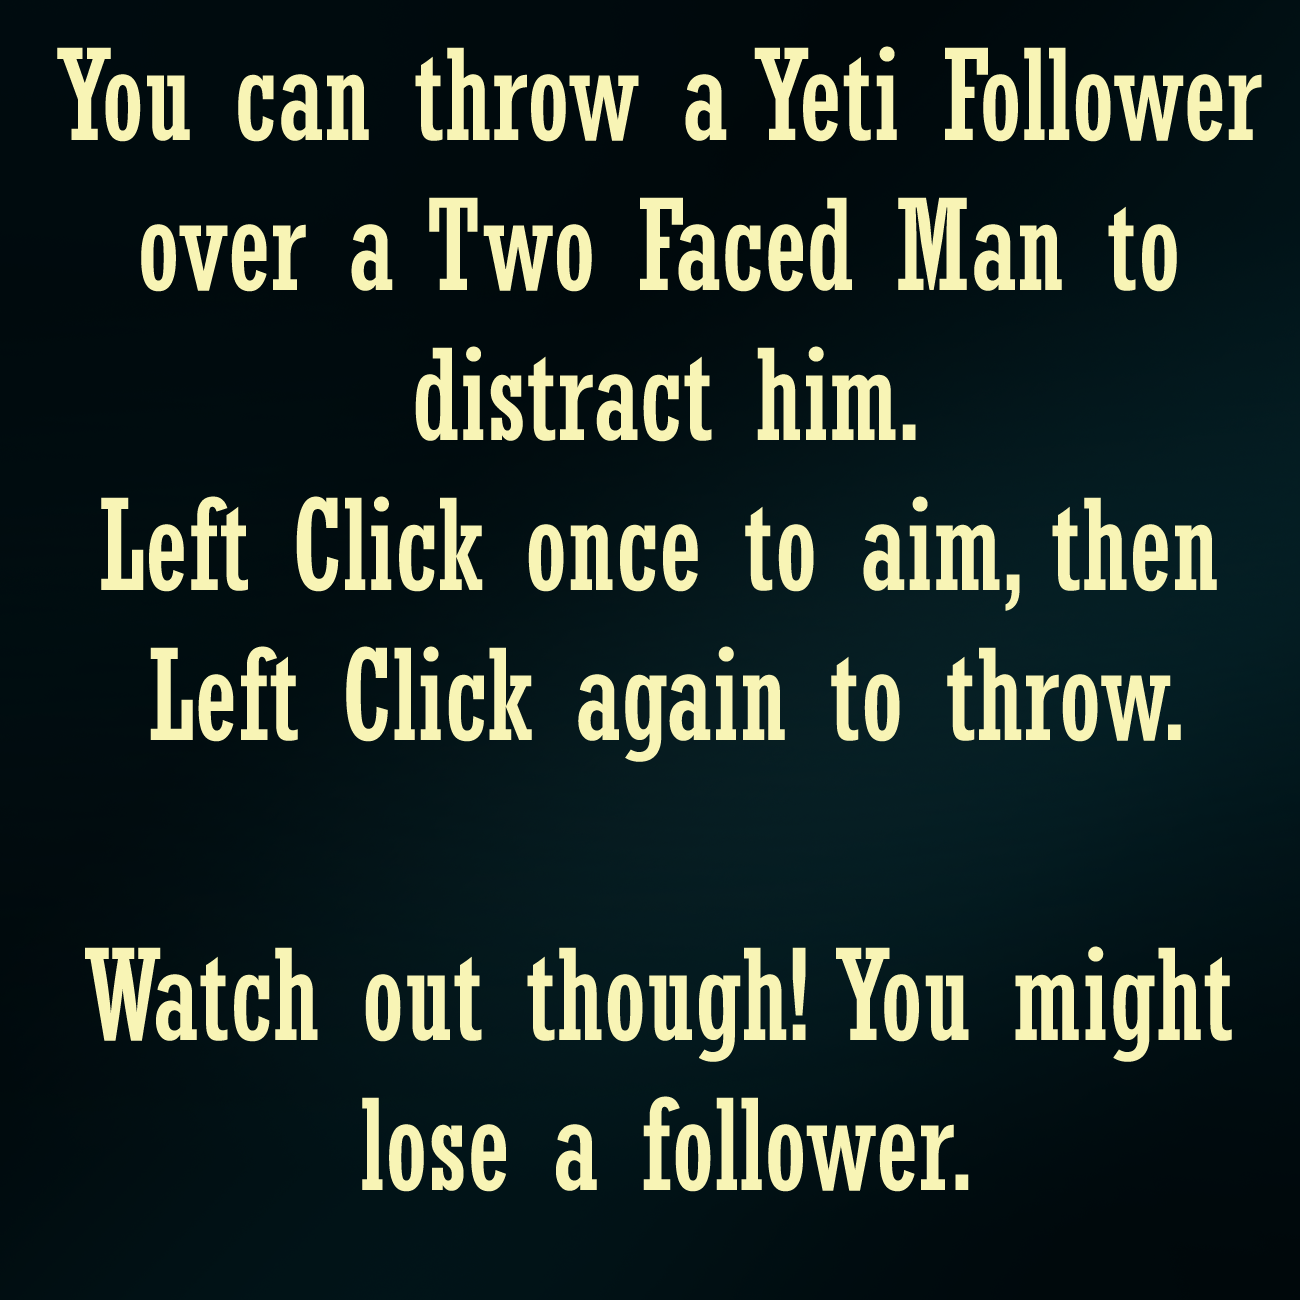 You can throw a Yeti Follower
over a Two Faced Man to
distract him.
Left Click once to aim, then
Left Click again to throw.
Watch out though! You might
lose a follower.